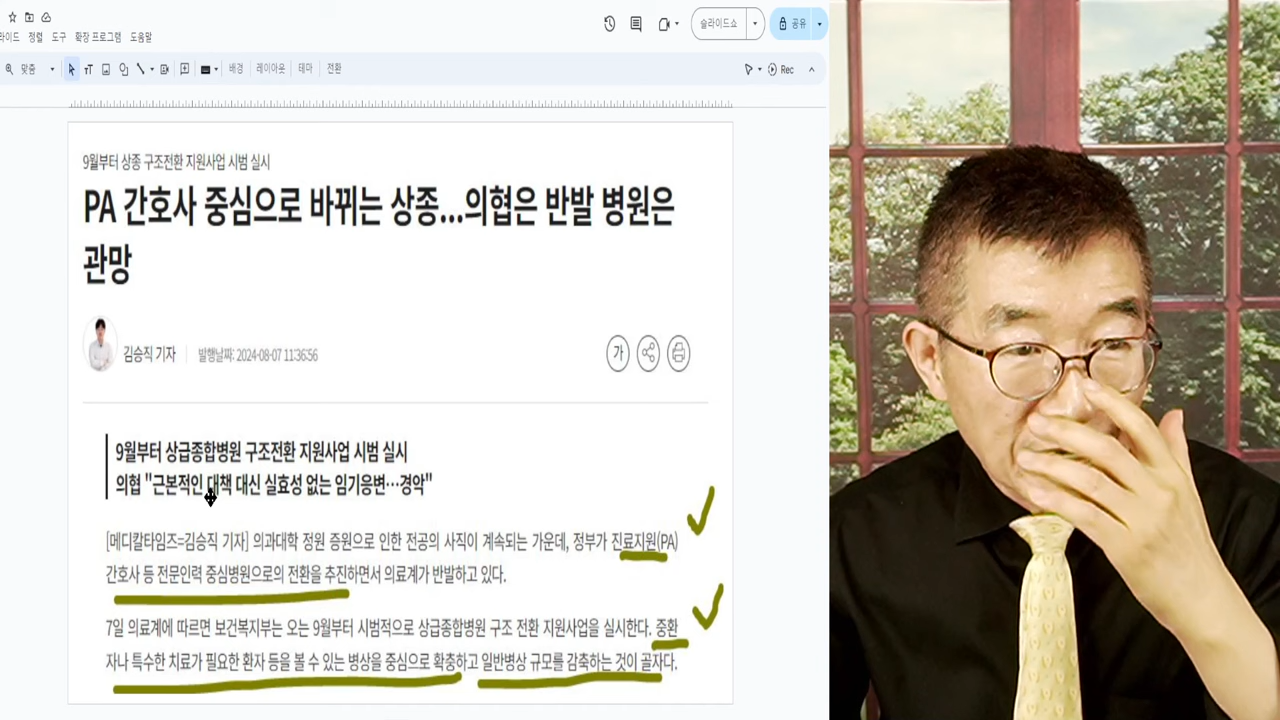 라이드 정렬 도구 확장 프로그램 도움말
슬라이드쇼
공유
맞춤
배경 레이아웃 테마 전환
Rec
9월부터 상종 구조전환 지원사업 시범 실시
PA 간호사 중심으로 바뀌는 상종...의협은 반발 병원은
관망
김승직 기자 발행날짜: 2024-08-07 11:36:56
가
9월부터 상급종합병원 구조전환 지원사업 시범 실시
의협 "근본적인 대책 대신 실효성 없는 임기응변…경악"
[메디칼타임즈=김승직 기자] 의과대학 정원 증원으로 인한 전공의 사직이 계속되는 가운데, 정부가 진료지원(PA)
간호사 등 전문인력 중심병원으로의 전환을 추진하면서 의료계가 반발하고 있다.
7일 의료계에 따르면 보건복지부는 오는 9월부터 시범적으로 상급종합병원 구조 전환 지원사업을 실시한다. 중환
자나 특수한 치료가 필요한 환자 등을 볼 수 있는 병상을 중심으로 확충하고 일반병상 규모를 감축하는 것이 골자다.